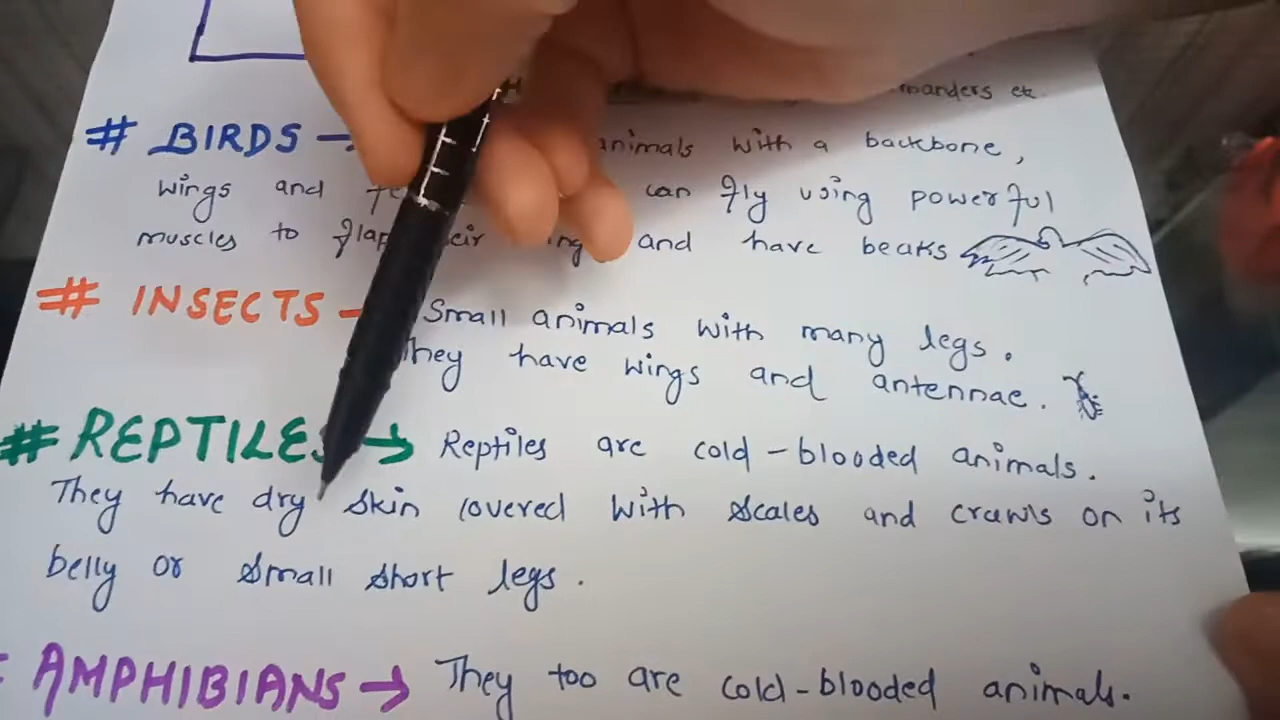 manders etc
# BIRDS → animals with a backbone,
wings and can fly using powerful
muscles to flap and have beaks
# INSECTS → Small animals with many legs.
They have wings and antennae.
# REPTILES → Reptiles are cold-blooded animals.
They have dry skin covered with scales and crawls on its
belly or small short legs.
AMPHIBIANS → They too are cold-blooded animals.